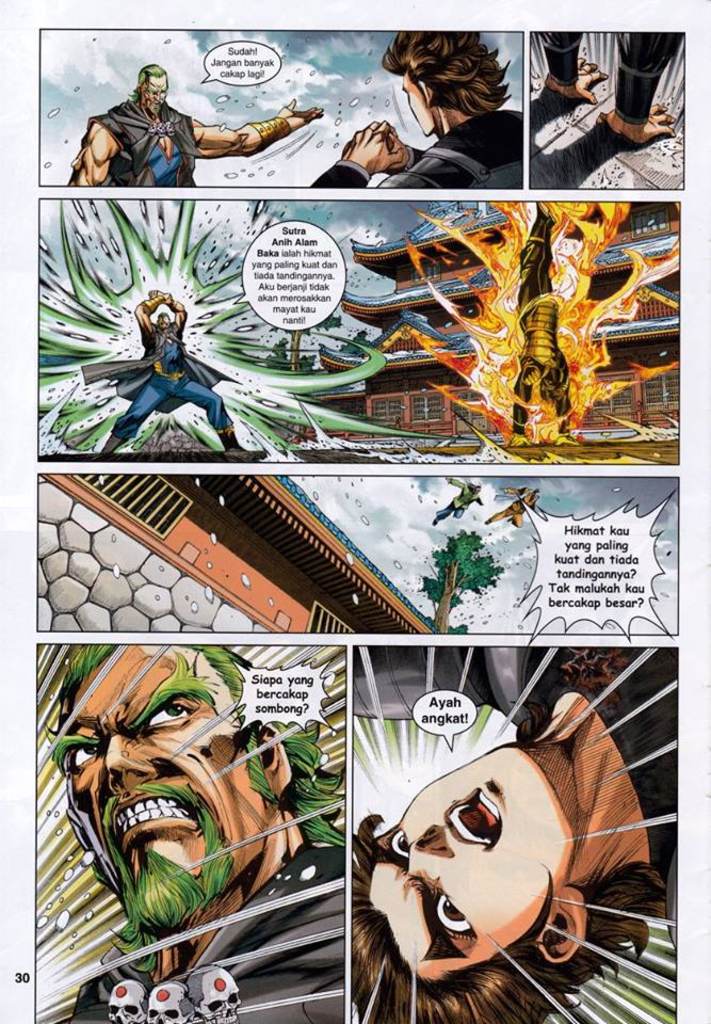 Sudah!
Jangan banyak
cakap lagi!
Sutra
Anih Alam
Baka ialah hikmat
yang paling kuat dan
tiada tandingannya.
Aku berjanji tidak
akan merosakkan
mayat kau
nanti!
Hikmat kau
yang paling
kuat dan tiada
tandingannya?
Tak malukah kau
bercakap besar?
Siapa yang
bercakap
sombong?
Ayah
angkat!
30